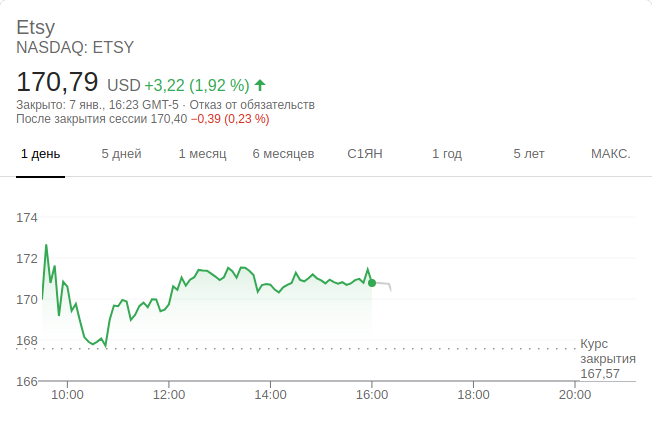 Etsy
NASDAQ: ETSY
170,79 USD +3,22 (1,92 %)
Закрыто: 7 янв., 16:23 GMT-5 · Отказ от обязательств
После закрытия сессии 170,40 −0,39 (0,23 %)
1 день 5 дней 1 месяц 6 месяцев С1ЯН 1 год 5 лет МАКС.
174
172
170
168
Курс
закрытия
167,57
166
10:00 12:00 14:00 16:00 18:00 20:00